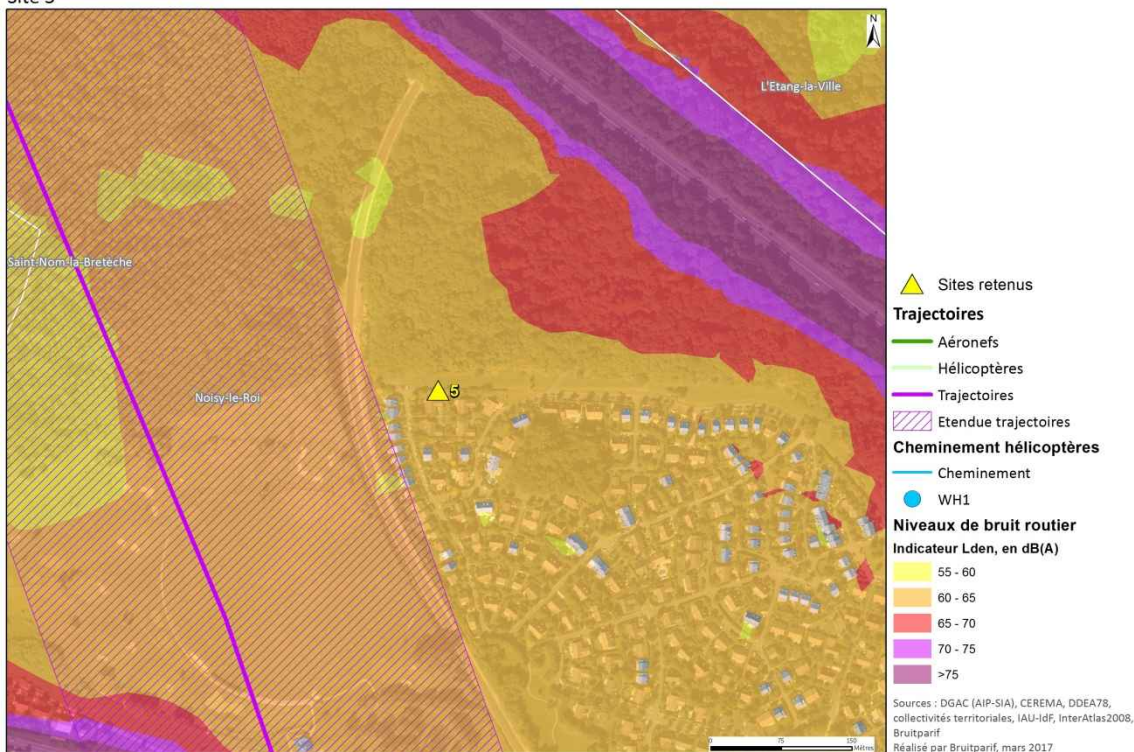 Site 5
N
L'Etang-la-Ville
Saint-Nom-la-Bretèche
Noisy-le-Roi
5
0 75 150
Mètres
Sites retenus
Trajectoires
Aéronefs
Hélicoptères
Trajectoires
Etendue trajectoires
Cheminement hélicoptères
Cheminement
WH1
Niveaux de bruit routier
Indicateur Lden, en dB(A)
55 - 60
60 - 65
65 - 70
70 - 75
>75
Sources : DGAC (AIP-SIA), CEREMA, DDEA78,
collectivités territoriales, IAU-IdF, InterAtlas2008,
Bruitparif
Réalisé par Bruitparif, mars 2017